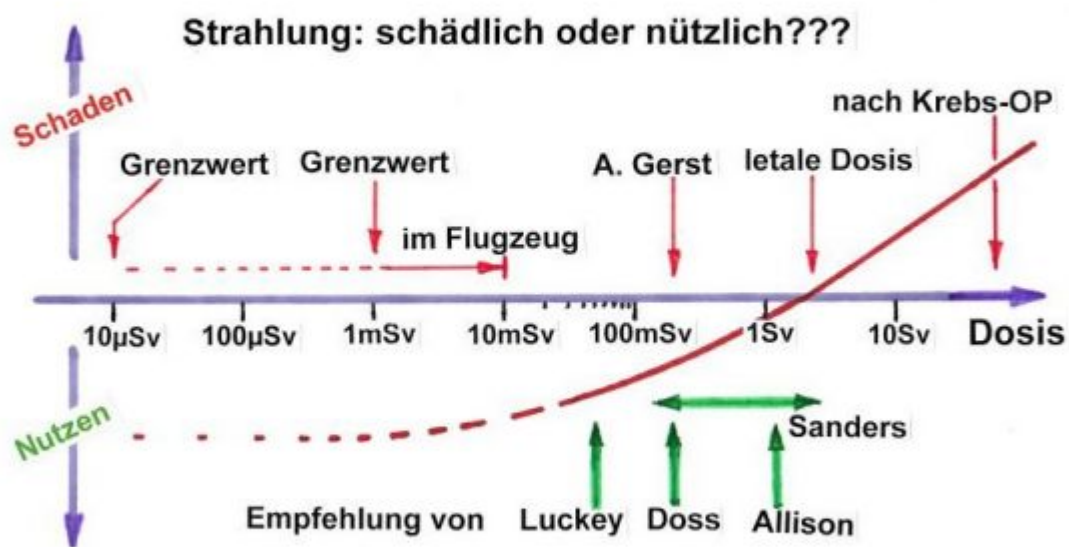 Strahlung: schädlich oder nützlich???
Schaden
nach Krebs-OP
Grenzwert
Grenzwert
A. Gerst
letale Dosis
im Flugzeug
10µSv
100µSv
1mSv
10mSv
100mSv
1Sv
10Sv
Dosis
Nutzen
Sanders
Empfehlung von
Luckey
Doss
Allison